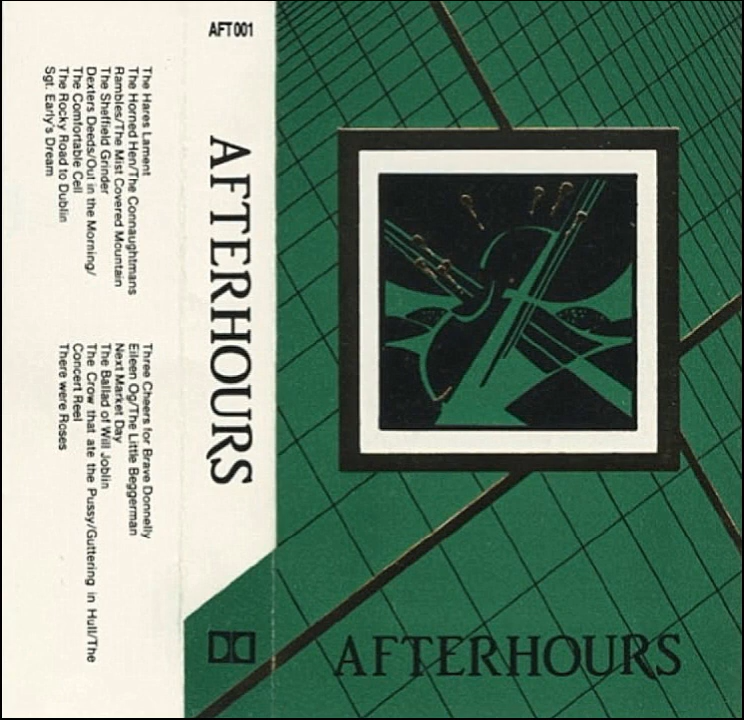 AFT001
AFTERHOURS
The Hares Lament
The Horned Hen/The Connaughtmans
Rambles/The Mist Covered Mountain
The Sheffield Grinder
Dexters Deeds/Out in the Morning/
The Comfortable Cell
The Rocky Road to Dublin
Sgt. Early's Dream
Three Cheers for Brave Donnelly
Eileen Og/The Little Beggerman
Next Market Day
The Ballad of Will Joblin
The Crow that ate the Pussy/Guttering in Hull/The
Concert Reel
There were Roses
AFTERHOURS